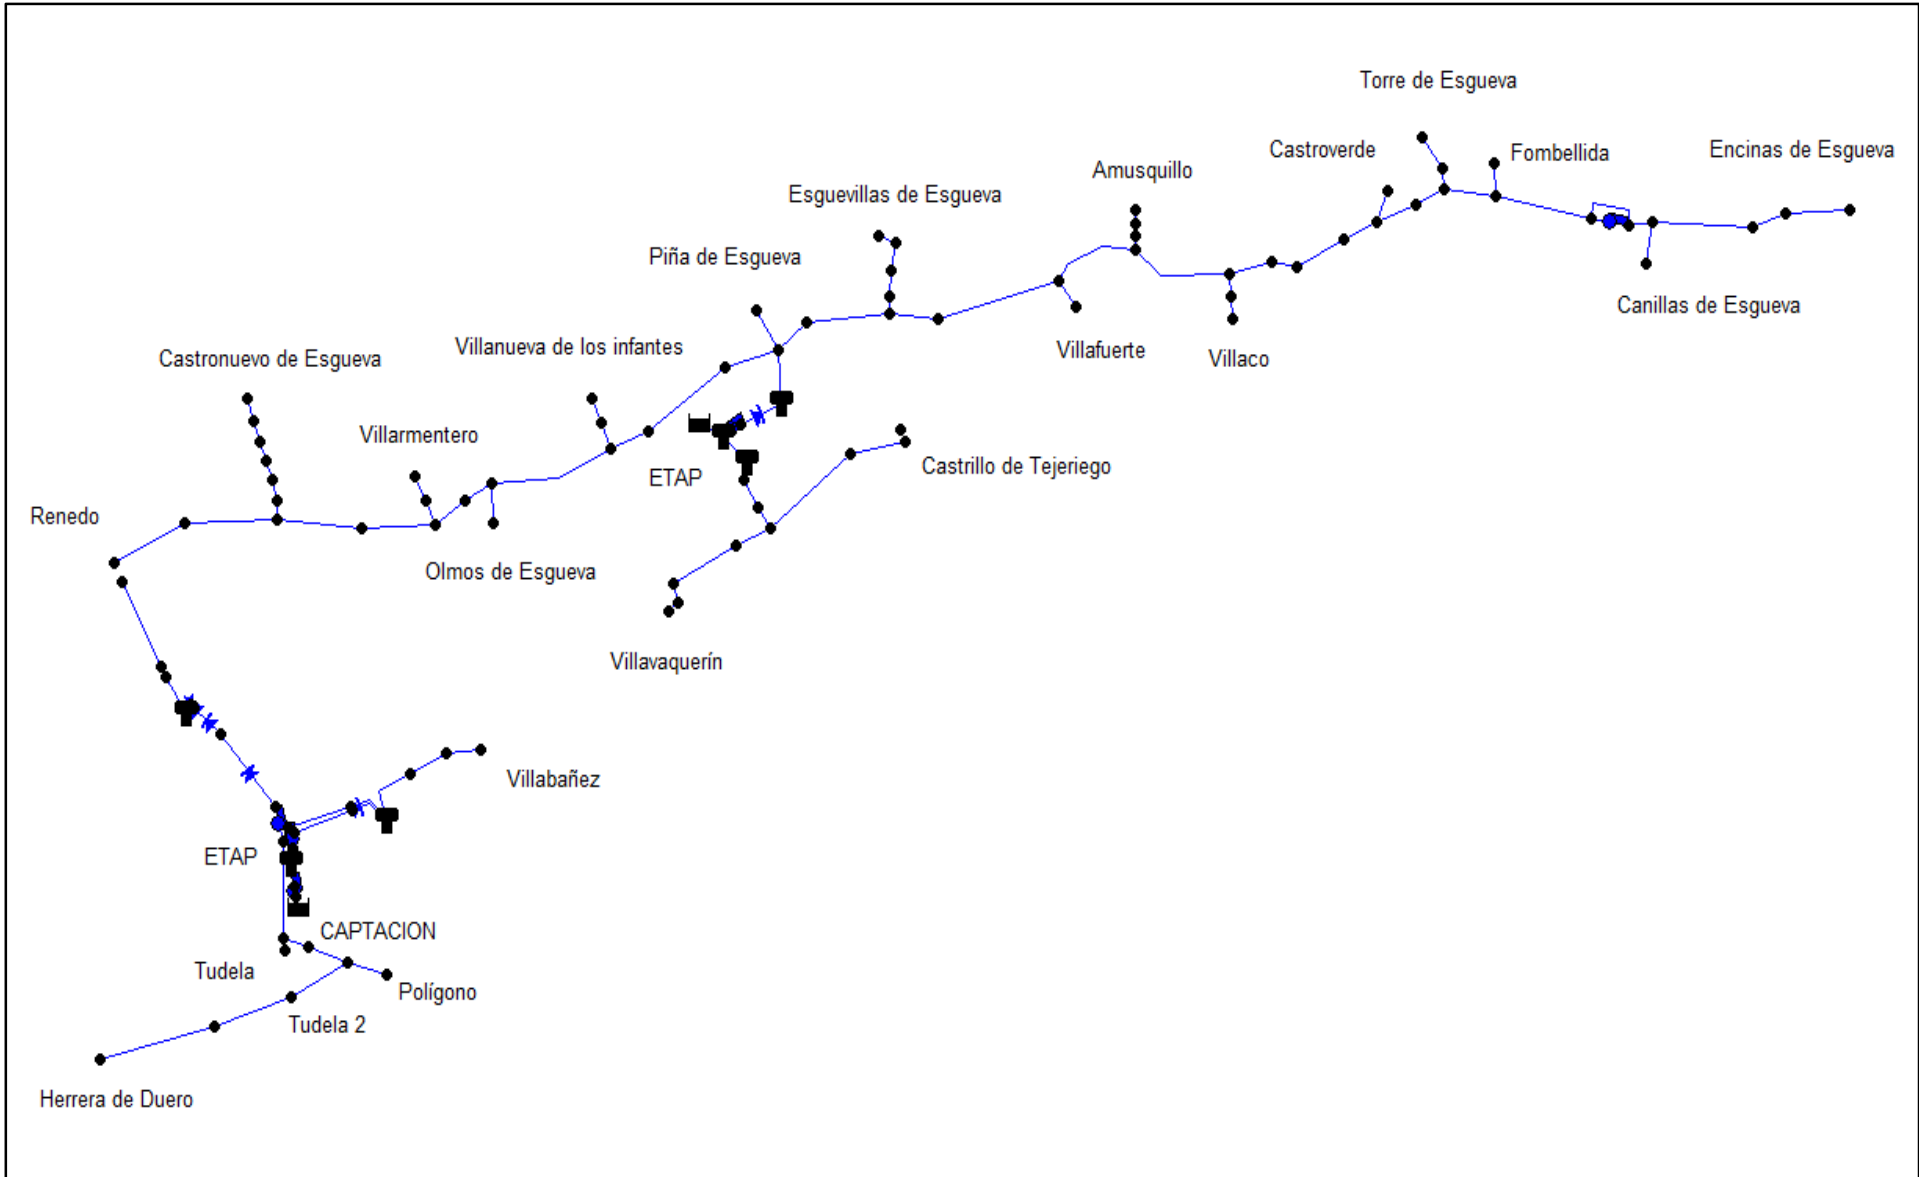 Torre de Esgueva
Castroverde
Fombellida
Encinas de Esgueva
Amusquillo
Esguevillas de Esgueva
Piña de Esgueva
Canillas de Esgueva
Villanueva de los infantes
Villafuerte
Villaco
Castronuevo de Esgueva
Villarmentero
ETAP
Castrillo de Tejeriego
Renedo
Olmos de Esgueva
Villavaquerín
Villabañez
ETAP
CAPTACION
Tudela
Polígono
Tudela 2
Herrera de Duero